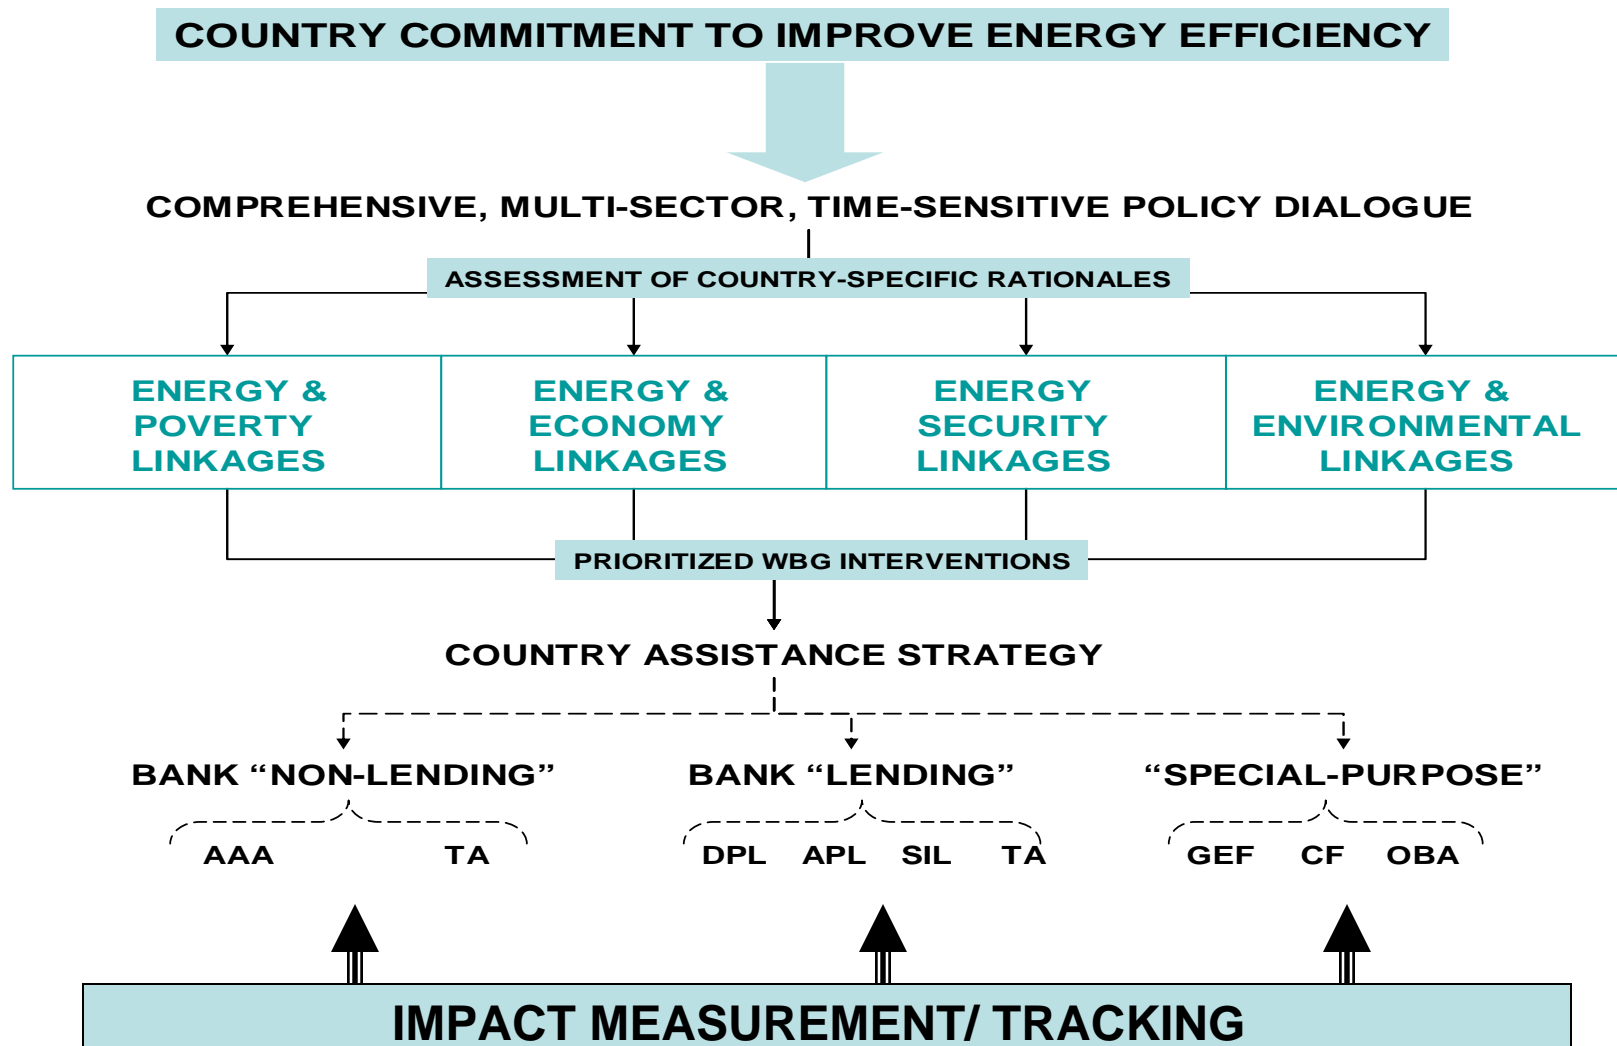 COUNTRY COMMITMENT TO IMPROVE ENERGY EFFICIENCY
COMPREHENSIVE, MULTI-SECTOR, TIME-SENSITIVE POLICY DIALOGUE
ASSESSMENT OF COUNTRY-SPECIFIC RATIONALES
ENERGY &
POVERTY
LINKAGES
ENERGY &
ECONOMY
LINKAGES
ENERGY
SECURITY
LINKAGES
ENERGY &
ENVIRONMENTAL
LINKAGES
PRIORITIZED WBG INTERVENTIONS
COUNTRY ASSISTANCE STRATEGY
BANK “NON-LENDING”
AAA TA
BANK “LENDING”
DPL APL SIL TA
“SPECIAL-PURPOSE”
GEF CF OBA
IMPACT MEASUREMENT/ TRACKING